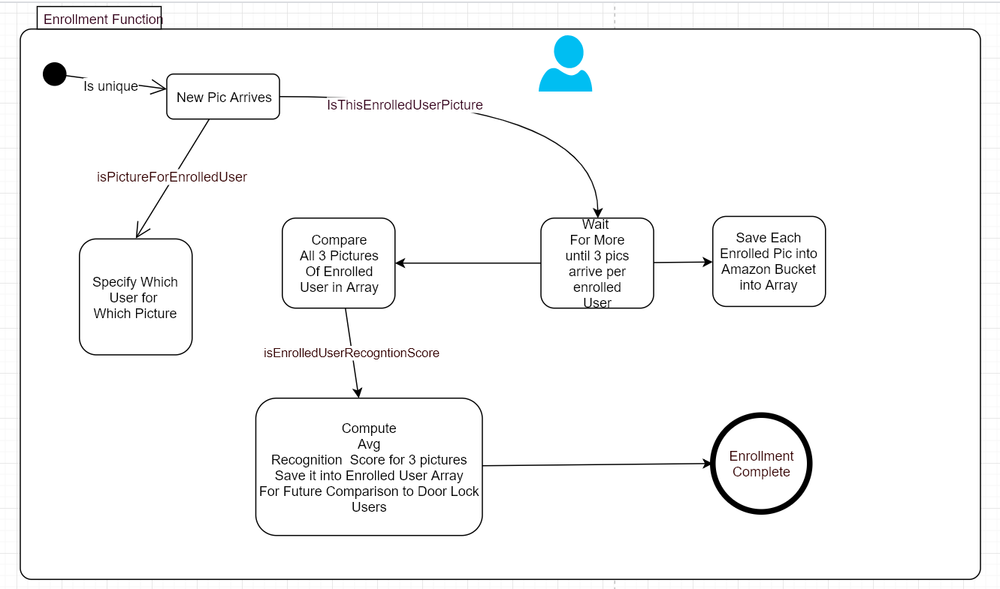 Enrollment Function
Is unique
New Pic Arrives
IsThisEnrolledUserPicture
isPictureForEnrolledUser
Specify Which
User for
Which Picture
Compare
All 3 Pictures
Of Enrolled
User in Array
Wait
For More
until 3 pics
arrive per
enrolled
User
Save Each
Enrolled Pic into
Amazon Bucket
into Array
isEnrolledUserRecogntionScore
Compute
Avg
Recognition  Score for 3 pictures
Save it into Enrolled User Array
For Future Comparison to Door Lock
Users
Enrollment
Complete